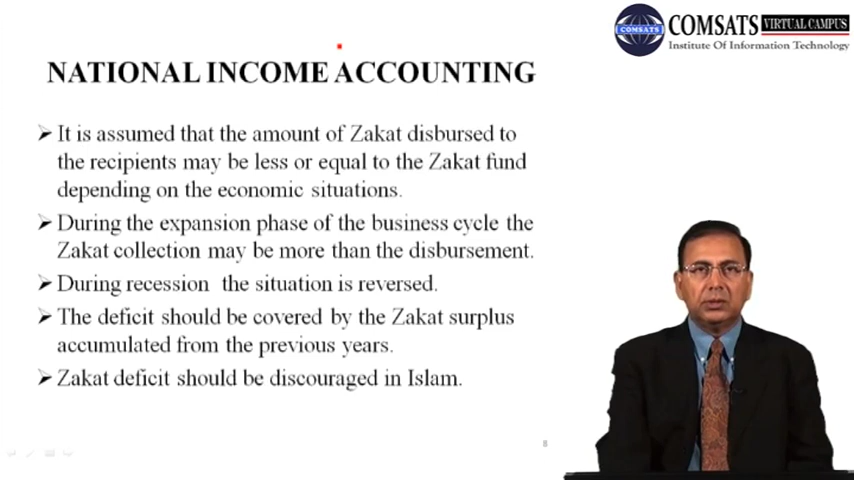 COMSATS
COMSATS VIRTUAL CAMPUS
Institute Of Information Technology
NATIONAL INCOME ACCOUNTING
It is assumed that the amount of Zakat disbursed to
the recipients may be less or equal to the Zakat fund
depending on the economic situations.
During the expansion phase of the business cycle the
Zakat collection may be more than the disbursement.
During recession the situation is reversed.
The deficit should be covered by the Zakat surplus
accumulated from the previous years.
Zakat deficit should be discouraged in Islam.
8